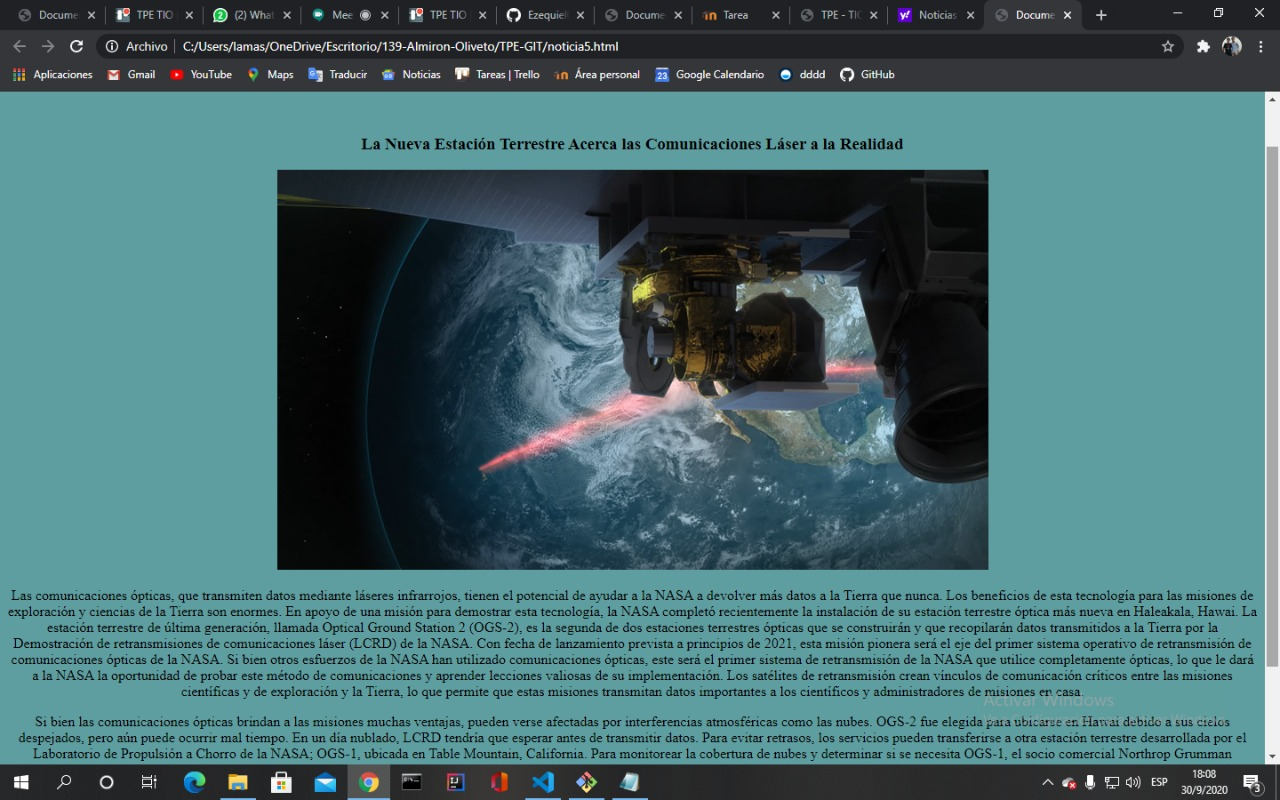 Docume
TPE TIO
(2) What
Mee
TPE TIO
Ezequiel
Docume
Tarea
TPE - TIC
Noticias
Docume
Archivo C:/Users/lamas/OneDrive/Escritorio/139-Almiron-Oliveto/TPE-GIT/noticia5.html
Aplicaciones Gmail YouTube Maps Traducir Noticias Tareas | Trello Área personal 23 Google Calendario dddd GitHub
La Nueva Estación Terrestre Acerca las Comunicaciones Láser a la Realidad
Las comunicaciones ópticas, que transmiten datos mediante láseres infrarrojos, tienen el potencial de ayudar a la NASA a devolver más datos a la Tierra que nunca. Los beneficios de esta tecnología para las misiones de
exploración y ciencias de la Tierra son enormes. En apoyo de una misión para demostrar esta tecnología, la NASA completó recientemente la instalación de su estación terrestre óptica más nueva en Haleakala, Hawai. La
estación terrestre de última generación, llamada Optical Ground Station 2 (OGS-2), es la segunda de dos estaciones terrestres ópticas que se construirán y que recopilarán datos transmitidos a la Tierra por la
Demostración de retransmisiones de comunicaciones láser (LCRD) de la NASA. Con fecha de lanzamiento prevista a principios de 2021, esta misión pionera será el eje del primer sistema operativo de retransmisión de
comunicaciones ópticas de la NASA. Si bien otros esfuerzos de la NASA han utilizado comunicaciones ópticas, este será el primer sistema de retransmisión de la NASA que utilice completamente ópticas, lo que le dará
a la NASA la oportunidad de probar este método de comunicaciones y aprender lecciones valiosas de su implementación. Los satélites de retransmisión crean vínculos de comunicación críticos entre las misiones
científicas y de exploración y la Tierra, lo que permite que estas misiones transmitan datos importantes a los científicos y administradores de misiones en casa.
Activar Windows
Si bien las comunicaciones ópticas brindan a las misiones muchas ventajas, pueden verse afectadas por interferencias atmosféricas como las nubes. OGS-2 fue elegida para ubicarse en Hawai debido a sus cielos
despejados, pero aún puede ocurrir mal tiempo. En un día nublado, LCRD tendría que esperar antes de transmitir datos. Para evitar retrasos, los servicios pueden transferirse a otra estación terrestre desarrollada por el
Laboratorio de Propulsión a Chorro de la NASA; OGS-1, ubicada en Table Mountain, California. Para monitorear la cobertura de nubes y determinar si se necesita OGS-1, el socio comercial Northrop Grumman
ESP
18:08
30/9/2020
3